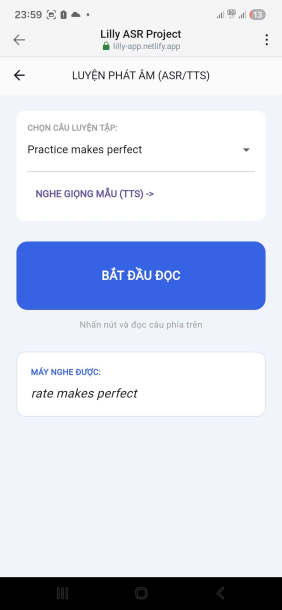 23:59
13
Lilly ASR Project
lilly-app.netlify.app
LUYỆN PHÁT ÂM (ASR/TTS)
CHỌN CÂU LUYỆN TẬP:
Practice makes perfect
NGHE GIỌNG MẪU (TTS) ->
BẮT ĐẦU ĐỌC
Nhấn nút và đọc câu phía trên
MÁY NGHE ĐƯỢC:
rate makes perfect